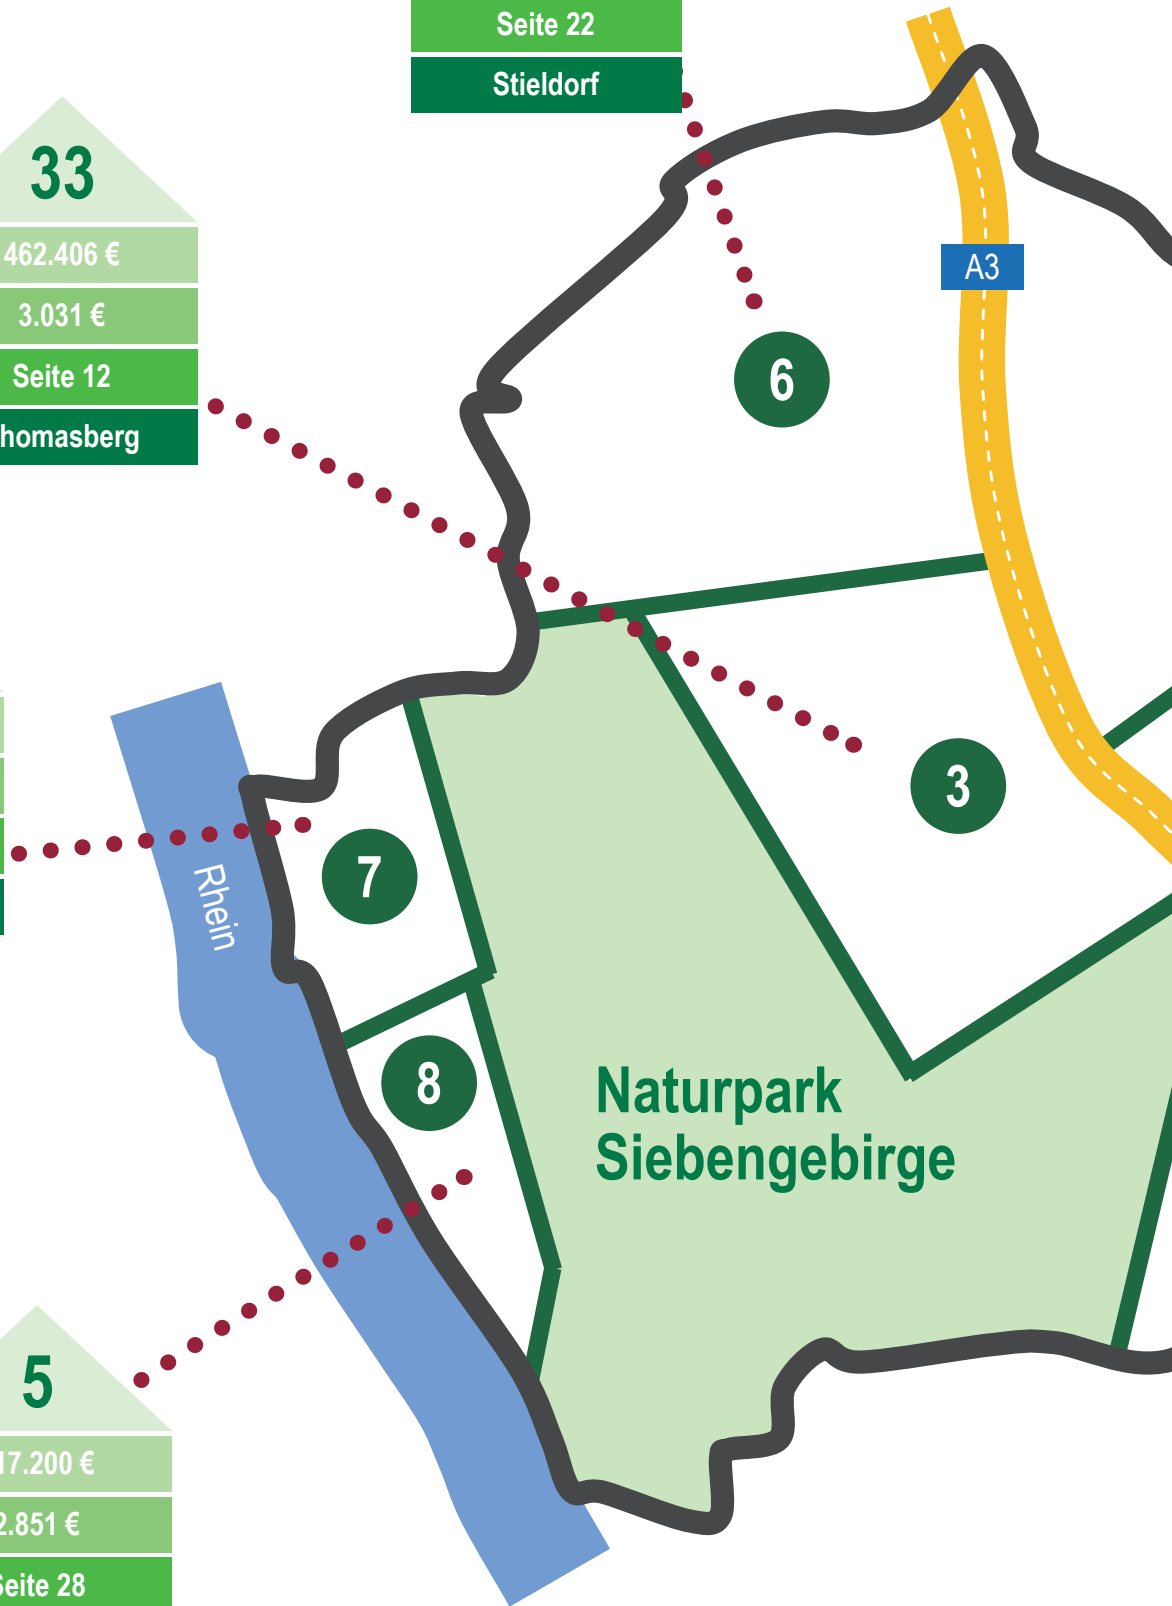 Seite 22
Stieldorf
33
462.406 €
3.031 €
Seite 12
homasberg
A3
6
3
7
Rhein
8
Naturpark
Siebengebirge
5
17.200 €
2.851 €
Seite 28